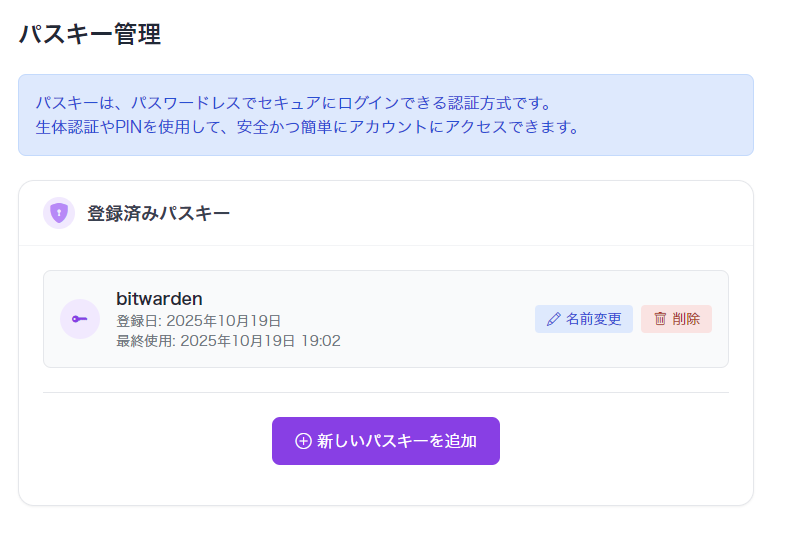 パスキー管理
パスキーは、パスワードレスでセキュアにログインできる認証方式です。
生体認証やPINを使用して、安全かつ簡単にアカウントにアクセスできます。
登録済みパスキー
bitwarden
登録日: 2025年10月19日
最終使用: 2025年10月19日 19:02
名前変更
削除
新しいパスキーを追加